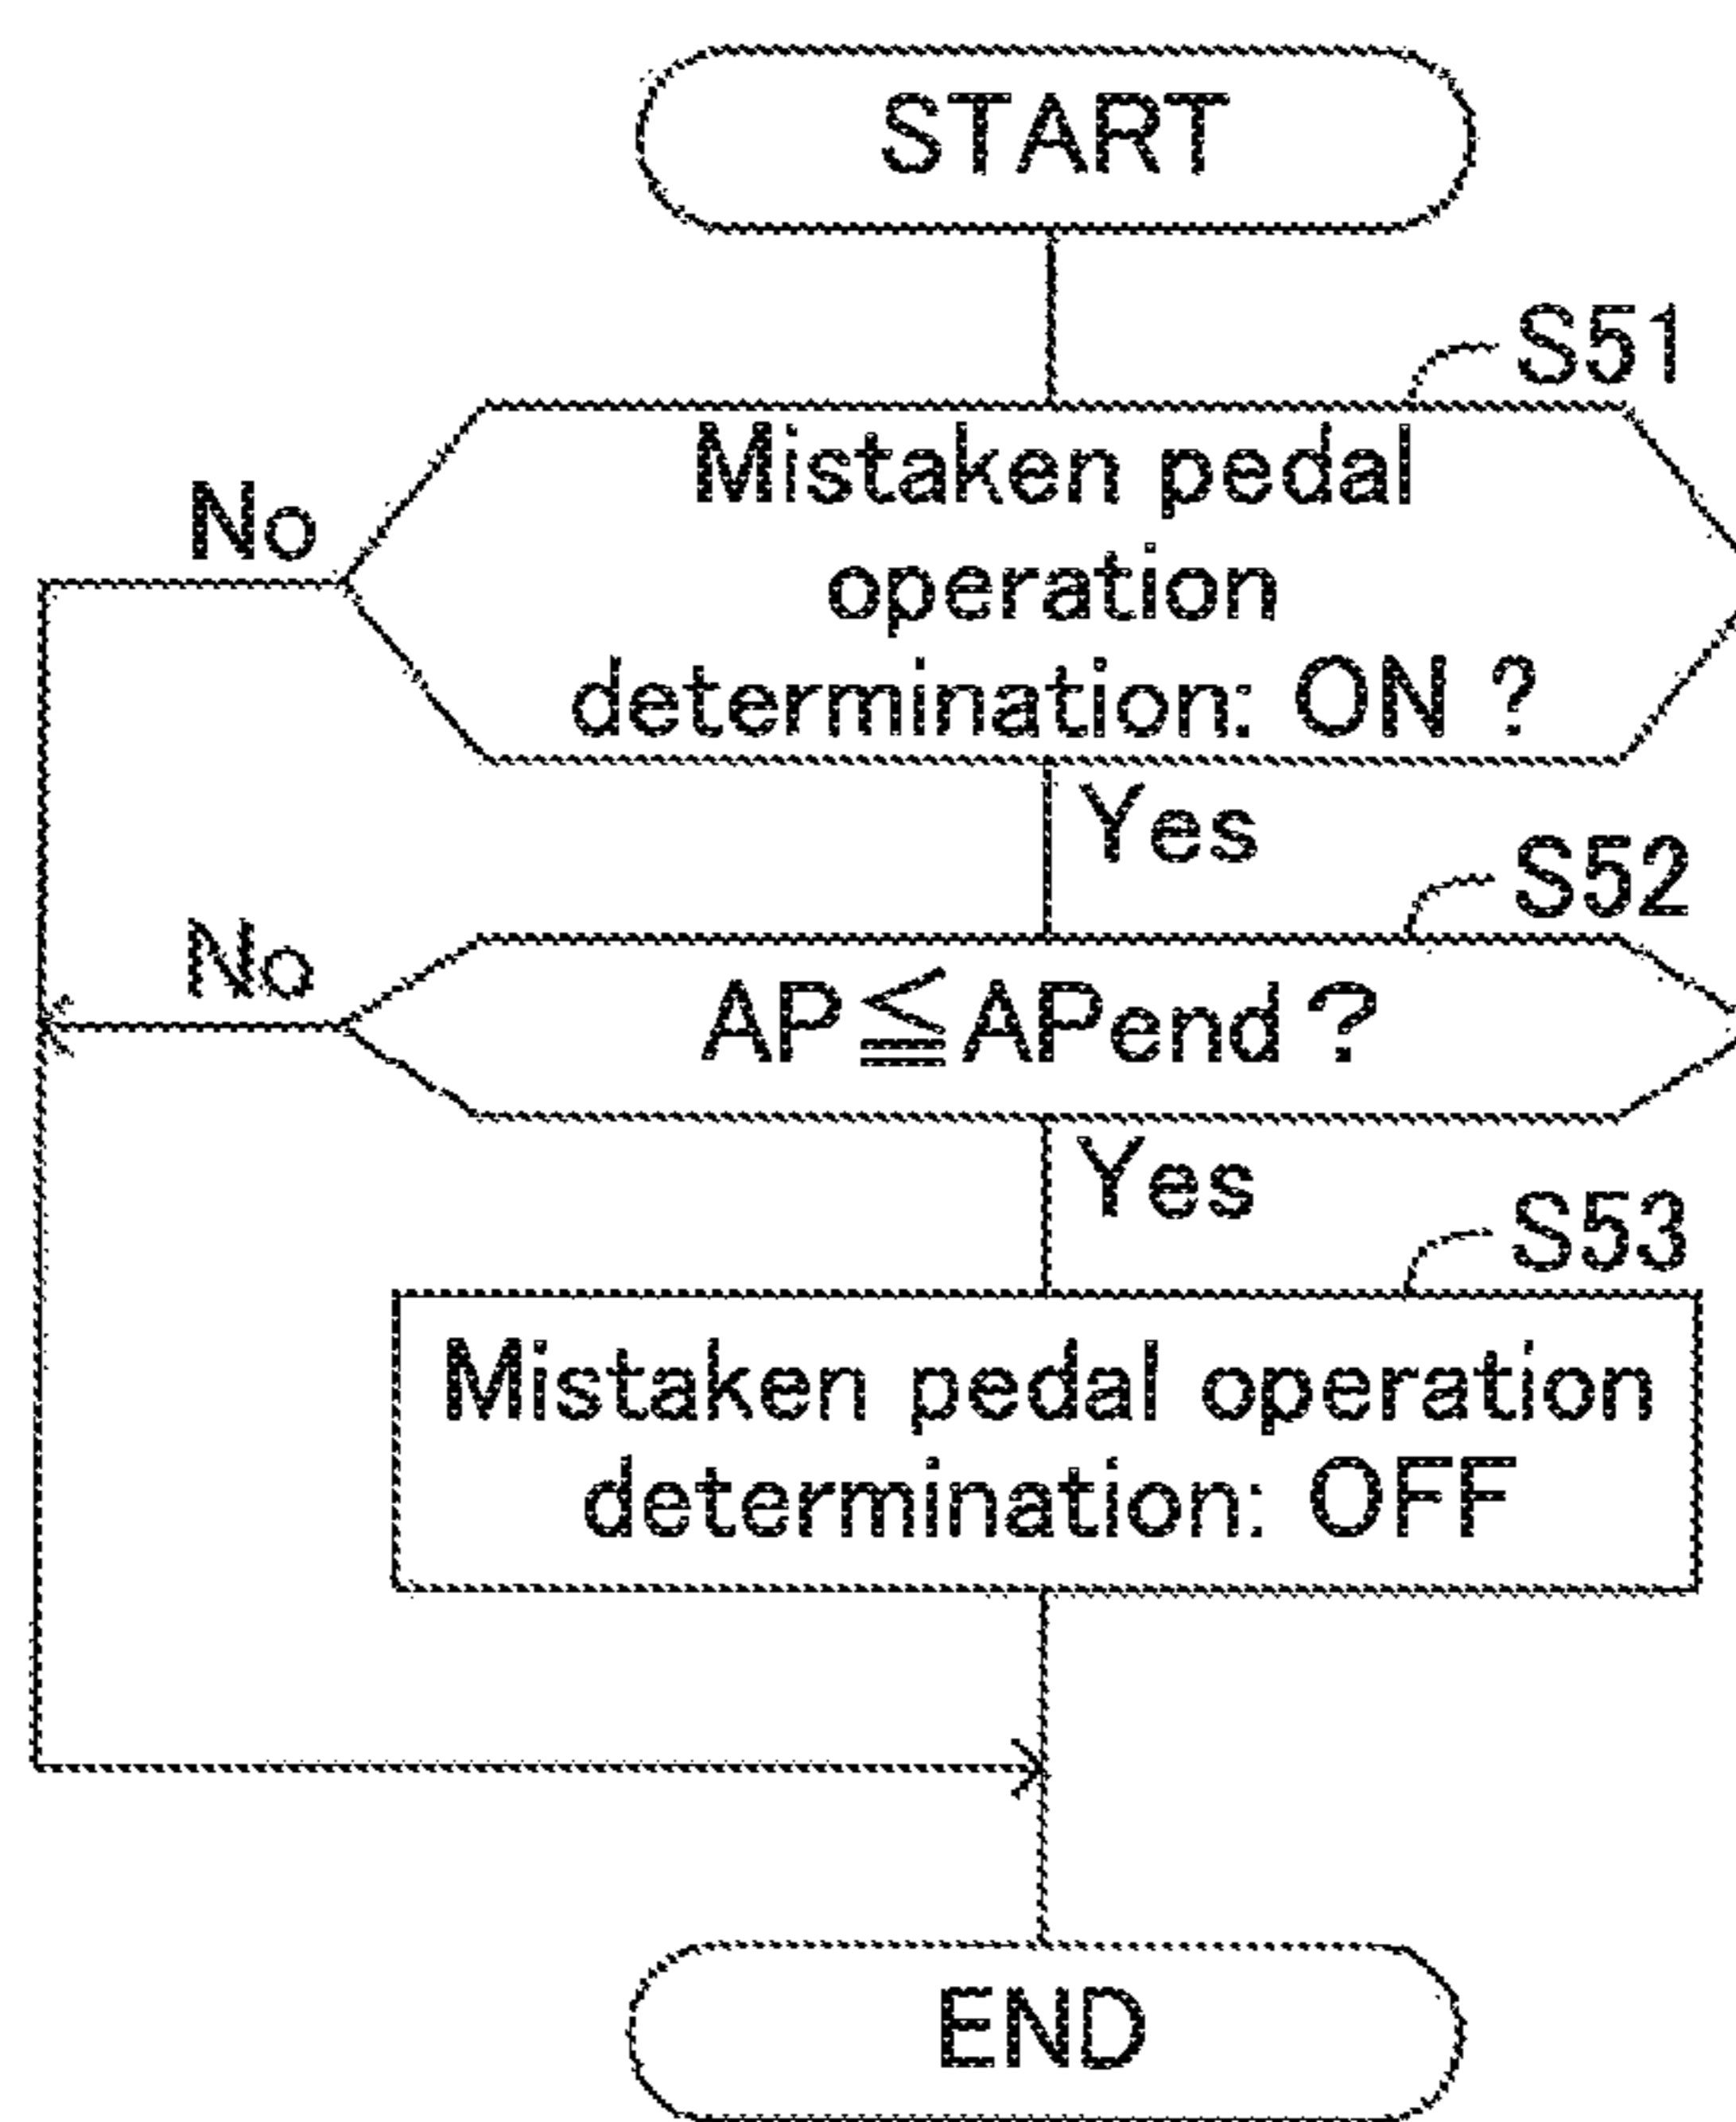 START
S51
Mistaken pedal
operation
determination: ON ?
No
Yes
S52
AP≦APend?
No
Yes
S53
Mistaken pedal operation
determination: OFF
END